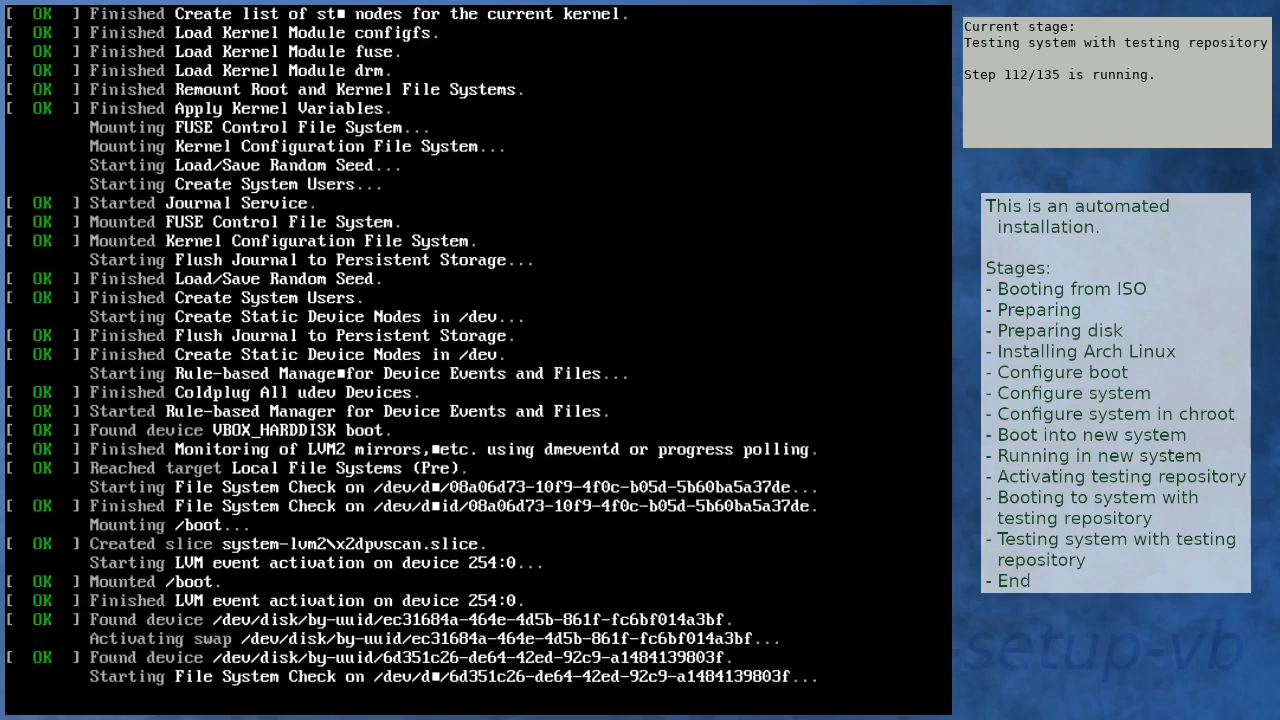 [  OK  ] Finished Create list of st■ nodes for the current kernel.
[  OK  ] Finished Load Kernel Module configfs.
[  OK  ] Finished Load Kernel Module fuse.
[  OK  ] Finished Load Kernel Module drm.
[  OK  ] Finished Remount Root and Kernel File Systems.
[  OK  ] Finished Apply Kernel Variables.
Mounting FUSE Control File System...
Mounting Kernel Configuration File System...
Starting Load/Save Random Seed...
Starting Create System Users...
[  OK  ] Started Journal Service.
[  OK  ] Mounted FUSE Control File System.
[  OK  ] Mounted Kernel Configuration File System.
Starting Flush Journal to Persistent Storage...
[  OK  ] Finished Load/Save Random Seed.
[  OK  ] Finished Create System Users.
Starting Create Static Device Nodes in /dev...
[  OK  ] Finished Flush Journal to Persistent Storage.
[  OK  ] Finished Create Static Device Nodes in /dev.
Starting Rule-based Manage■for Device Events and Files...
[  OK  ] Finished Coldplug All udev Devices.
[  OK  ] Started Rule-based Manager for Device Events and Files.
[  OK  ] Found device VBOX_HARDDISK boot.
[  OK  ] Finished Monitoring of LVM2 mirrors,■etc. using dmeventd or progress polling.
[  OK  ] Reached target Local File Systems (Pre).
Starting File System Check on /dev/d■/08a06d73-10f9-4f0c-b05d-5b60ba5a37de...
[  OK  ] Finished File System Check on /dev/d■id/08a06d73-10f9-4f0c-b05d-5b60ba5a37de.
Mounting /boot...
[  OK  ] Created slice system-lvm2\x2dpvscan.slice.
Starting LVM event activation on device 254:0...
[  OK  ] Mounted /boot.
[  OK  ] Finished LVM event activation on device 254:0.
[  OK  ] Found device /dev/disk/by-uuid/ec31684a-464e-4d5b-861f-fc6bf014a3bf.
Activating swap /dev/disk/by-uuid/ec31684a-464e-4d5b-861f-fc6bf014a3bf...
[  OK  ] Found device /dev/disk/by-uuid/6d351c26-de64-42ed-92c9-a1484139803f.
Starting File System Check on /dev/d■/6d351c26-de64-42ed-92c9-a1484139803f...
Current stage:
Testing system with testing repository
Step 112/135 is running.
This is an automated
installation.
Stages:
- Booting from ISO
- Preparing
- Preparing disk
- Installing Arch Linux
- Configure boot
- Configure system
- Configure system in chroot
- Boot into new system
- Running in new system
- Activating testing repository
- Booting to system with
testing repository
- Testing system with testing
repository
- End
-setup-vb